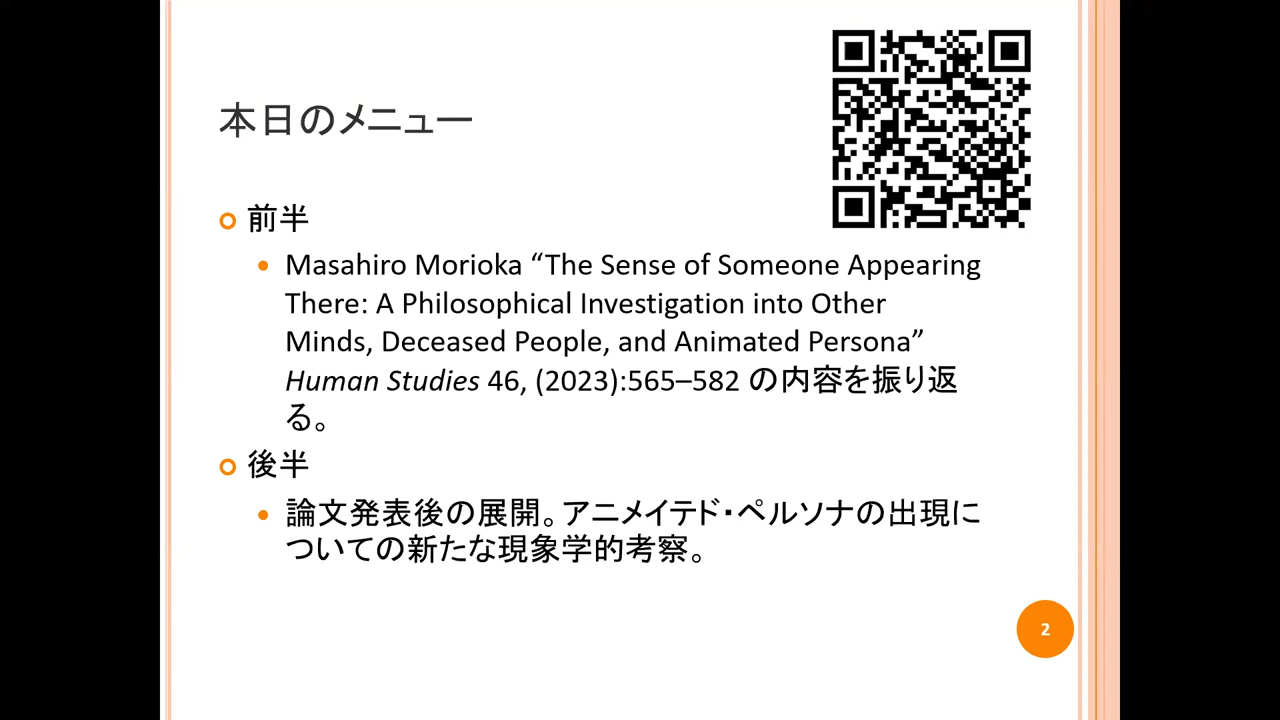 本日のメニュー
前半
Masahiro Morioka “The Sense of Someone Appearing
There: A Philosophical Investigation into Other
Minds, Deceased People, and Animated Persona”
Human Studies 46, (2023):565–582 の内容を振り返
る。
後半
論文発表後の展開。アニメイテド・ペルソナの出現に
ついての新たな現象学的考察。
2